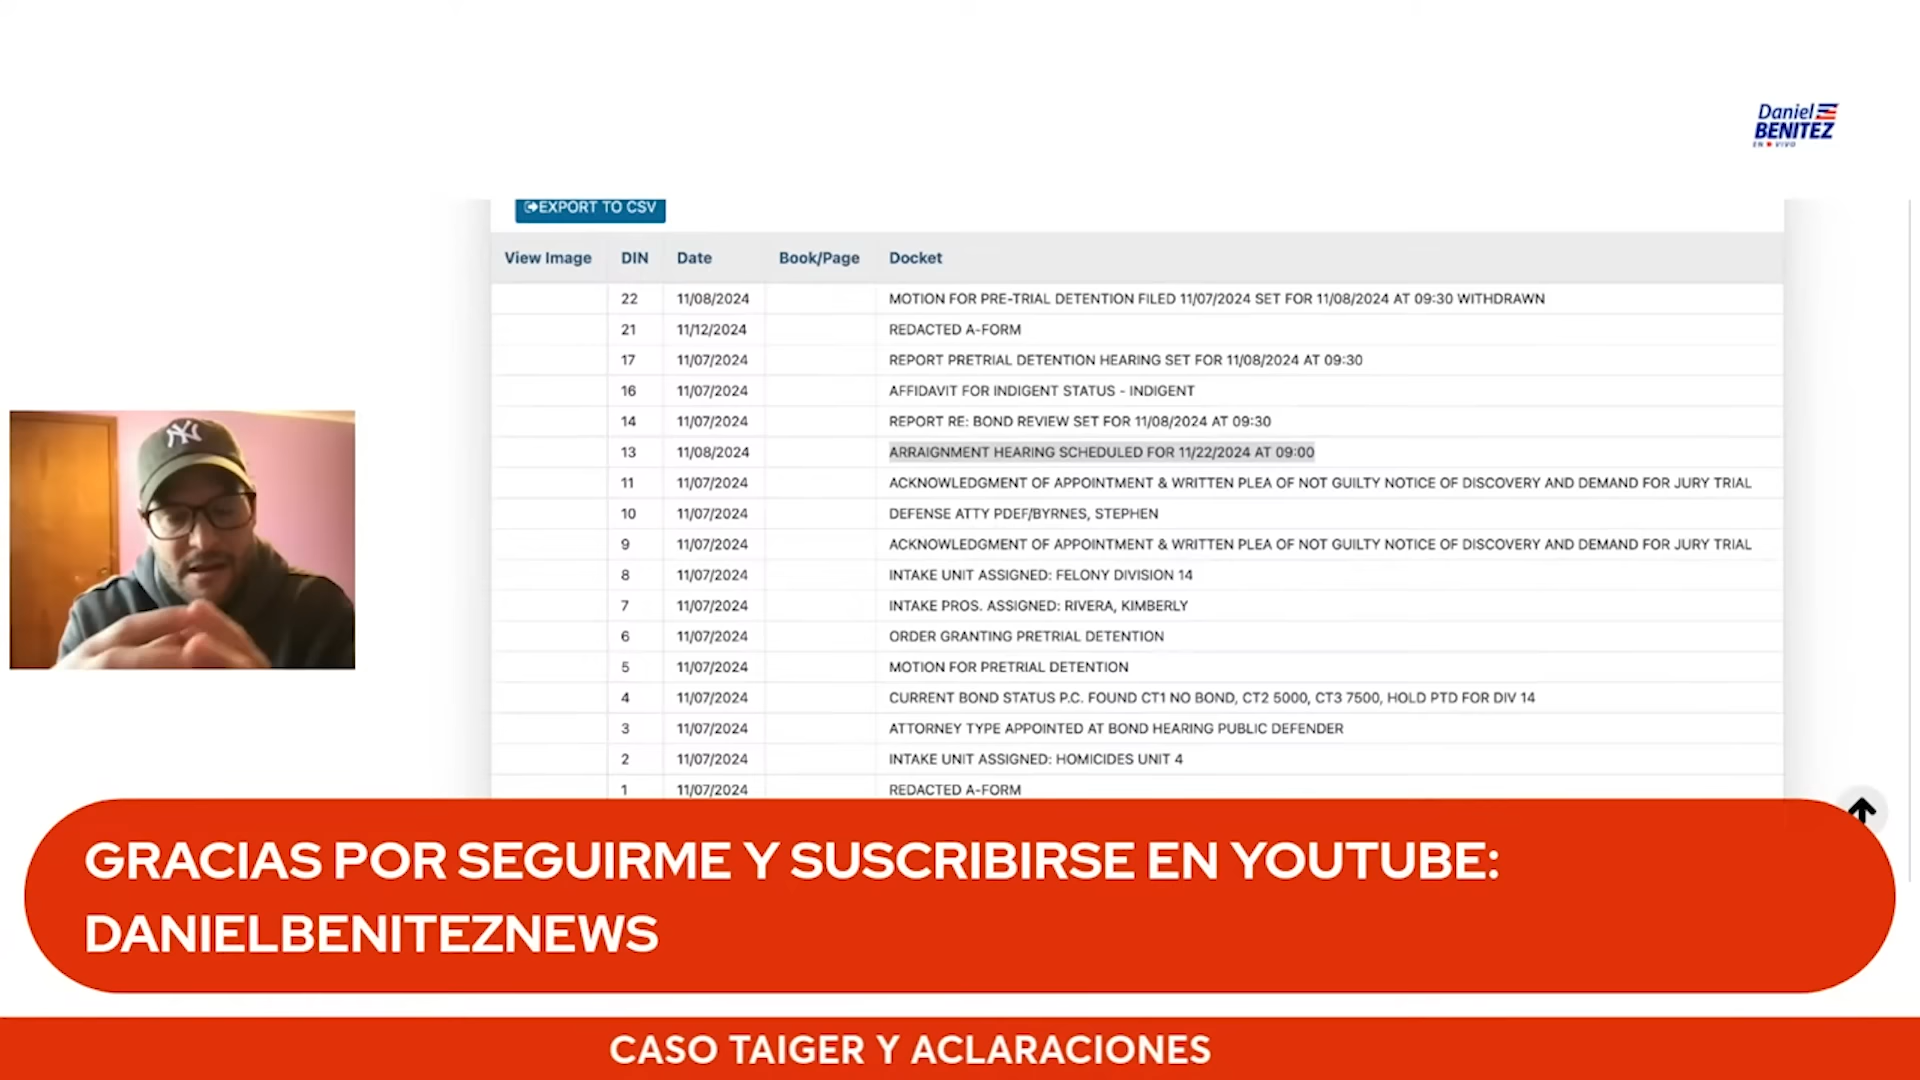 Daniel
BENITEZ
EN VIVO
EXPORT TO CSV
View Image DIN Date Book/Page Docket
22 11/08/2024 MOTION FOR PRE-TRIAL DETENTION FILED 11/07/2024 SET FOR 11/08/2024 AT 09:30 WITHDRAWN
21 11/12/2024 REDACTED A-FORM
17 11/07/2024 REPORT PRETRIAL DETENTION HEARING SET FOR 11/08/2024 AT 09:30
16 11/07/2024 AFFIDAVIT FOR INDIGENT STATUS - INDIGENT
14 11/07/2024 REPORT RE: BOND REVIEW SET FOR 11/08/2024 AT 09:30
13 11/08/2024 ARRAIGNMENT HEARING SCHEDULED FOR 11/22/2024 AT 09:00
11 11/07/2024 ACKNOWLEDGMENT OF APPOINTMENT & WRITTEN PLEA OF NOT GUILTY NOTICE OF DISCOVERY AND DEMAND FOR JURY TRIAL
10 11/07/2024 DEFENSE ATTY PDEF/BYRNES, STEPHEN
9 11/07/2024 ACKNOWLEDGMENT OF APPOINTMENT & WRITTEN PLEA OF NOT GUILTY NOTICE OF DISCOVERY AND DEMAND FOR JURY TRIAL
8 11/07/2024 INTAKE UNIT ASSIGNED: FELONY DIVISION 14
7 11/07/2024 INTAKE PROS. ASSIGNED: RIVERA, KIMBERLY
6 11/07/2024 ORDER GRANTING PRETRIAL DETENTION
5 11/07/2024 MOTION FOR PRETRIAL DETENTION
4 11/07/2024 CURRENT BOND STATUS P.C. FOUND CT1 NO BOND, CT2 5000, CT3 7500, HOLD PTD FOR DIV 14
3 11/07/2024 ATTORNEY TYPE APPOINTED AT BOND HEARING PUBLIC DEFENDER
2 11/07/2024 INTAKE UNIT ASSIGNED: HOMICIDES UNIT 4
1 11/07/2024 REDACTED A-FORM
NY
GRACIAS POR SEGUIRME Y SUSCRIBIRSE EN YOUTUBE:
DANIELBENITEZNEWS
CASO TAIGER Y ACLARACIONES